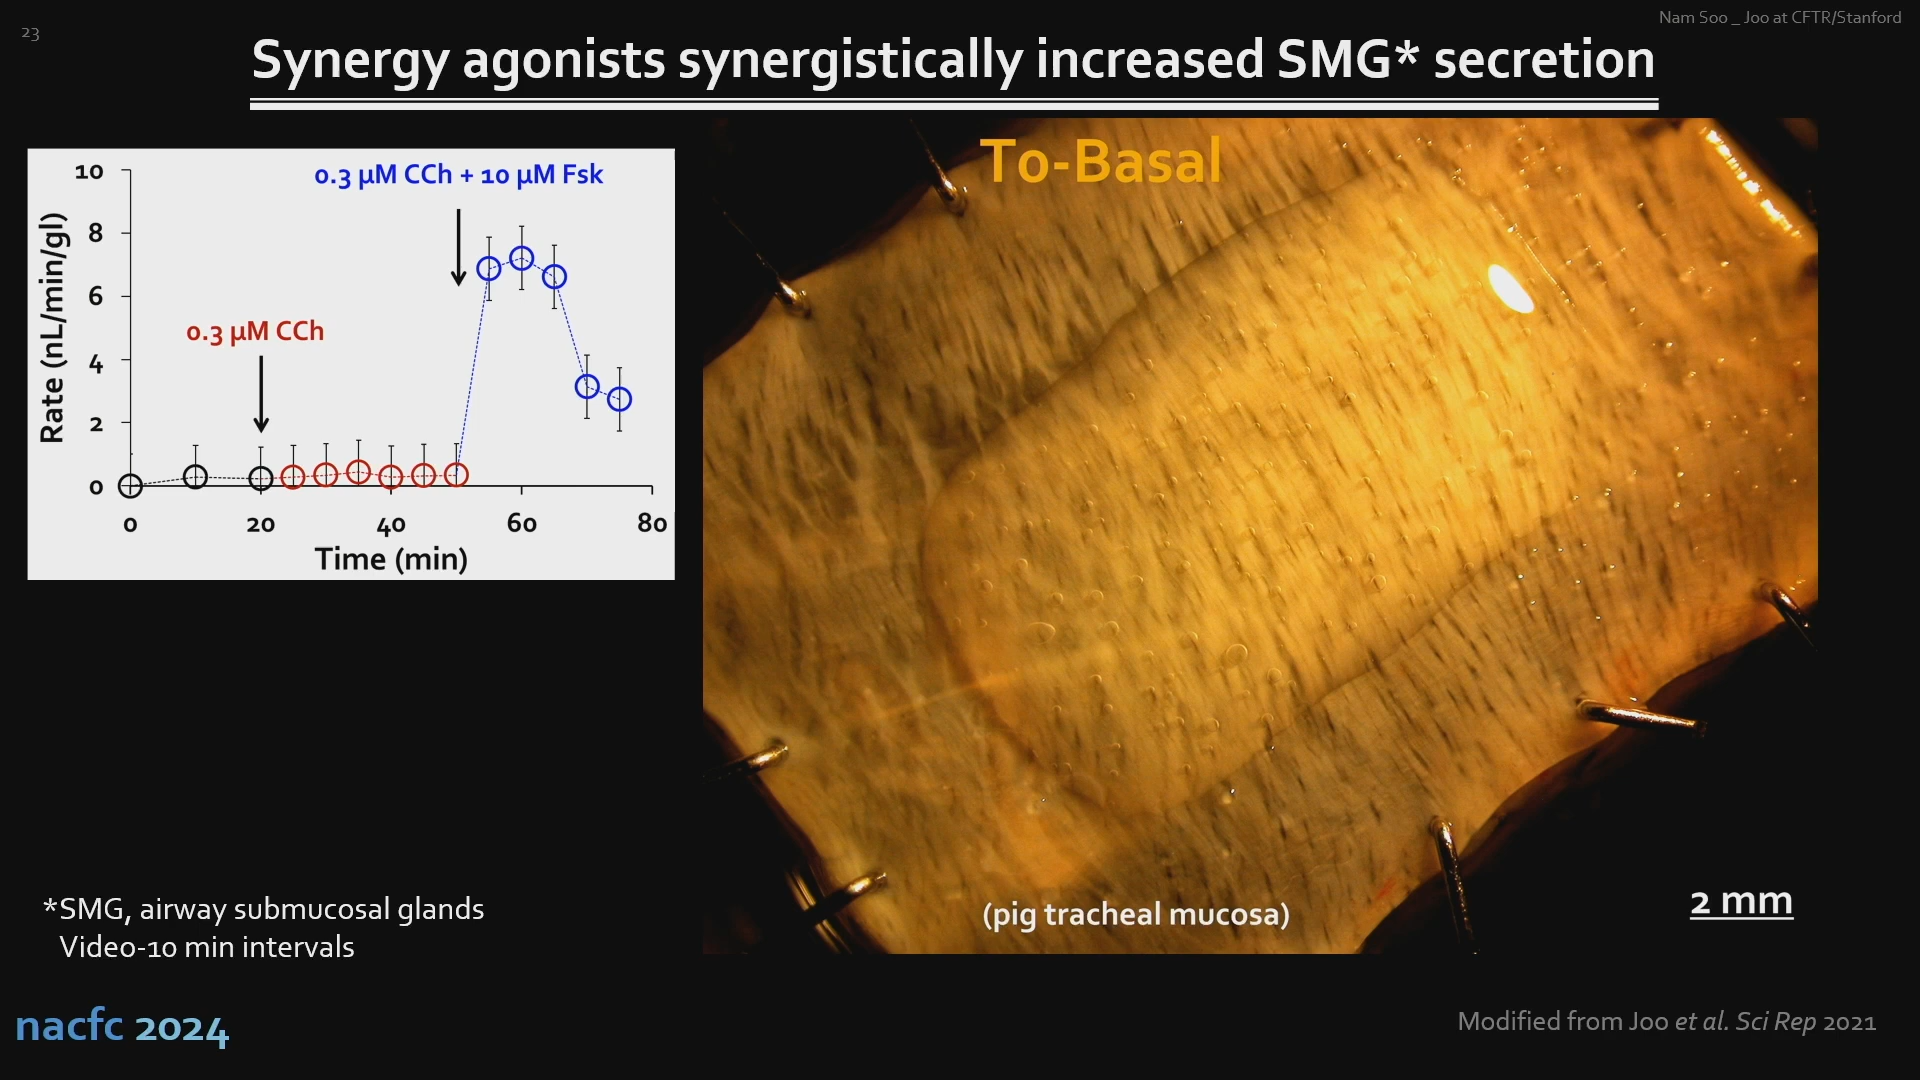 23
Nam Soo _ Joo at CFTR/Stanford
Synergy agonists synergistically increased SMG* secretion
0.3 µM CCh + 10 µM Fsk
0.3 µM CCh
Rate (nL/min/gl)
10
8
6
4
2
0
0 20 40 60 80
Time (min)
To-Basal
(pig tracheal mucosa)
2 mm
*SMG, airway submucosal glands
Video-10 min intervals
nacfc 2024
Modified from Joo et al. Sci Rep 2021